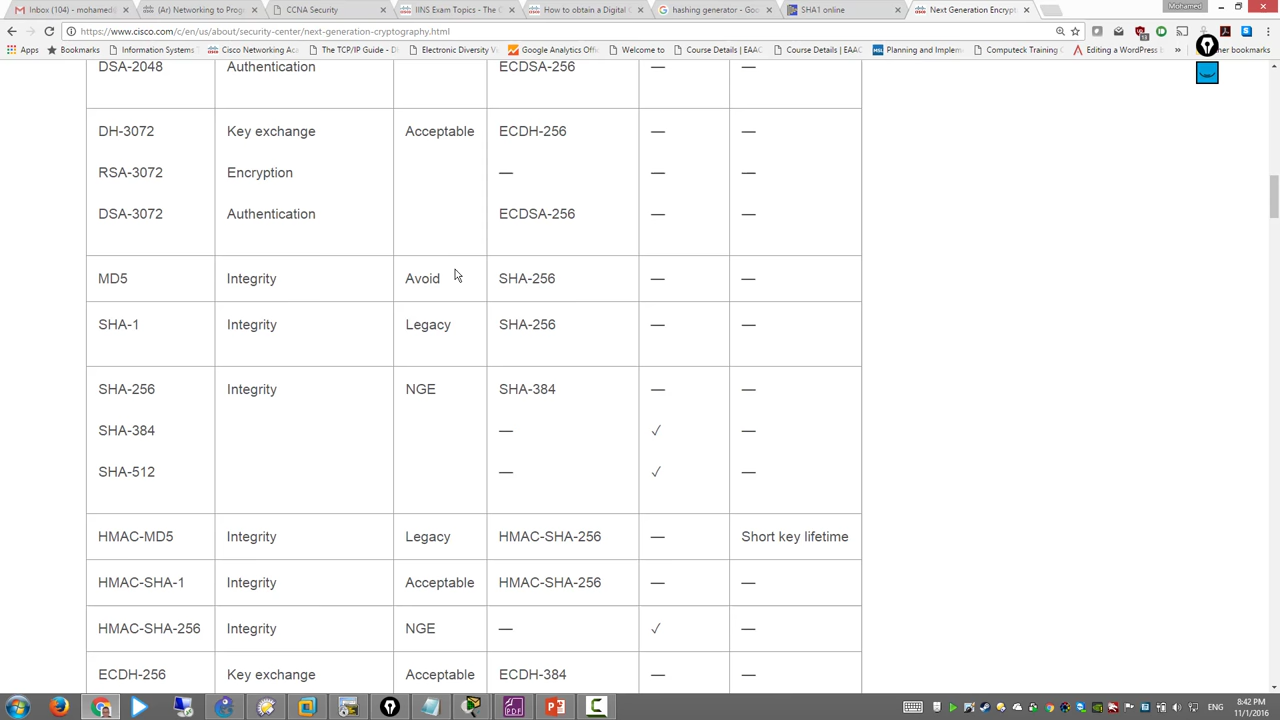 Inbox (104) - mohamed
(Ar) Networking to Prog
CCNA Security
IINS Exam Topics - The C
How to obtain a Digital C
hashing generator - Goo
SHA1 online
Next Generation Encrypt
Mohamed
https://www.cisco.com/c/en/us/about/security-center/next-generation-cryptography.html
Apps
Bookmarks
Information Systems
Cisco Networking Aca
The TCP/IP Guide -
Electronic Diversity V
Google Analytics Offi
Welcome to
Course Details | EAAC
Course Details | EAAC
Planning and Implem
Computeck Training C
Editing a WordPress
her bookmarks
DSA-2048 Authentication ECDSA-256 — —
DH-3072 Key exchange Acceptable ECDH-256 — —
RSA-3072 Encryption — — —
DSA-3072 Authentication ECDSA-256 — —
MD5 Integrity Avoid SHA-256 — —
SHA-1 Integrity Legacy SHA-256 — —
SHA-256 Integrity NGE SHA-384 — —
SHA-384 — ✓ —
SHA-512 — ✓ —
HMAC-MD5 Integrity Legacy HMAC-SHA-256 — Short key lifetime
HMAC-SHA-1 Integrity Acceptable HMAC-SHA-256 — —
HMAC-SHA-256 Integrity NGE — ✓ —
ECDH-256 Key exchange Acceptable ECDH-384 — —
ENG
8:42 PM
11/1/2016